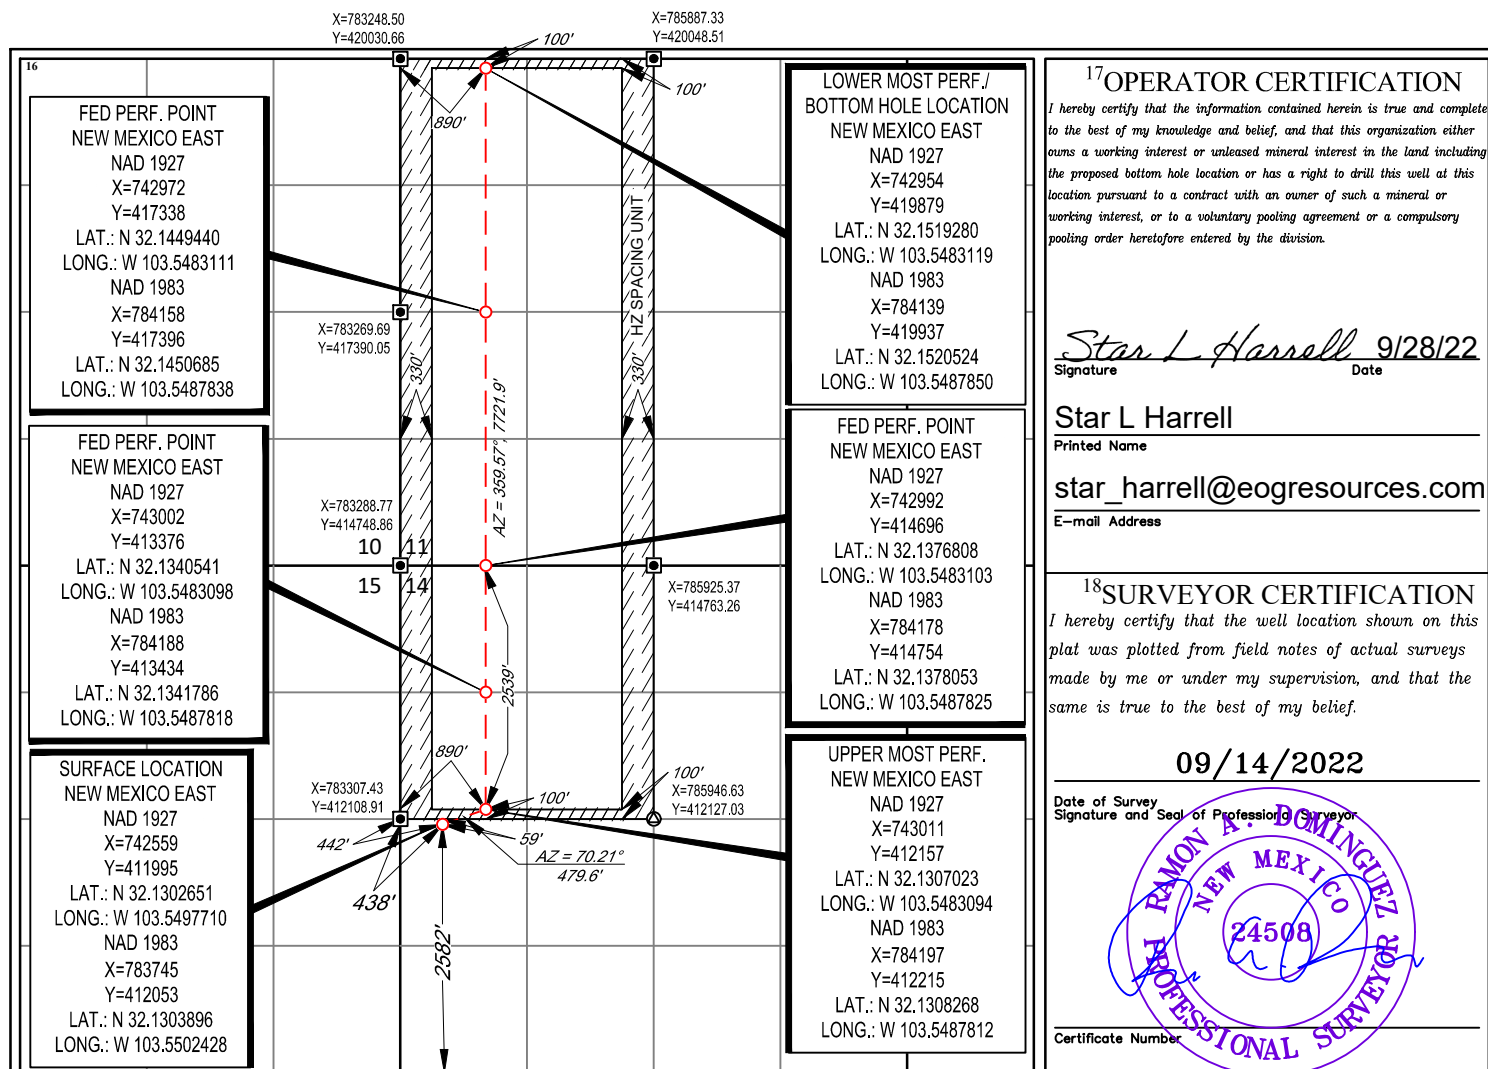 X=783248.50
Y=420030.66
X=785887.33
Y=420048.51
100'
100'
890'
16
FED PERF. POINT
NEW MEXICO EAST
NAD 1927
X=742972
Y=417338
LAT.: N 32.1449440
LONG.: W 103.5483111
NAD 1983
X=784158
Y=417396
LAT.: N 32.1450685
LONG.: W 103.5487838
FED PERF. POINT
NEW MEXICO EAST
NAD 1927
X=743002
Y=413376
LAT.: N 32.1340541
LONG.: W 103.5483098
NAD 1983
X=784188
Y=413434
LAT.: N 32.1341786
LONG.: W 103.5487818
SURFACE LOCATION
NEW MEXICO EAST
NAD 1927
X=742559
Y=411995
LAT.: N 32.1302651
LONG.: W 103.5497710
NAD 1983
X=783745
Y=412053
LAT.: N 32.1303896
LONG.: W 103.5502428
X=783269.69
Y=417390.05
330'
330'
HZ SPACING UNIT
AZ = 359.57°, 7721.9'
X=783288.77
Y=414748.86
10 11
15 14
X=785925.37
Y=414763.26
2539'
890'
X=783307.43
Y=412108.91
100'
100'
X=785946.63
Y=412127.03
442'
59'
AZ = 70.21°
479.6'
438'
2582'
LOWER MOST PERF./
BOTTOM HOLE LOCATION
NEW MEXICO EAST
NAD 1927
X=742954
Y=419879
LAT.: N 32.1519280
LONG.: W 103.5483119
NAD 1983
X=784139
Y=419937
LAT.: N 32.1520524
LONG.: W 103.5487850
FED PERF. POINT
NEW MEXICO EAST
NAD 1927
X=742992
Y=414696
LAT.: N 32.1376808
LONG.: W 103.5483103
NAD 1983
X=784178
Y=414754
LAT.: N 32.1378053
LONG.: W 103.5487825
UPPER MOST PERF.
NEW MEXICO EAST
NAD 1927
X=743011
Y=412157
LAT.: N 32.1307023
LONG.: W 103.5483094
NAD 1983
X=784197
Y=412215
LAT.: N 32.1308268
LONG.: W 103.5487812
17 OPERATOR CERTIFICATION
I hereby certify that the information contained herein is true and complete
to the best of my knowledge and belief, and that this organization either
owns a working interest or unleased mineral interest in the land including
the proposed bottom hole location or has a right to drill this well at this
location pursuant to a contract with an owner of such a mineral or
working interest, or to a voluntary pooling agreement or a compulsory
pooling order heretofore entered by the division.
Star L Harrell 9/28/22
Signature Date
Star L Harrell
Printed Name
star_harrell@eogresources.com
E-mail Address
18 SURVEYOR CERTIFICATION
I hereby certify that the well location shown on this
plat was plotted from field notes of actual surveys
made by me or under my supervision, and that the
same is true to the best of my belief.
09/14/2022
Date of Survey
Signature and Seal of Professional Surveyor
RAMON A. DOMINGUEZ
NEW MEXICO
24508
PROFESSIONAL SURVEYOR
Certificate Number